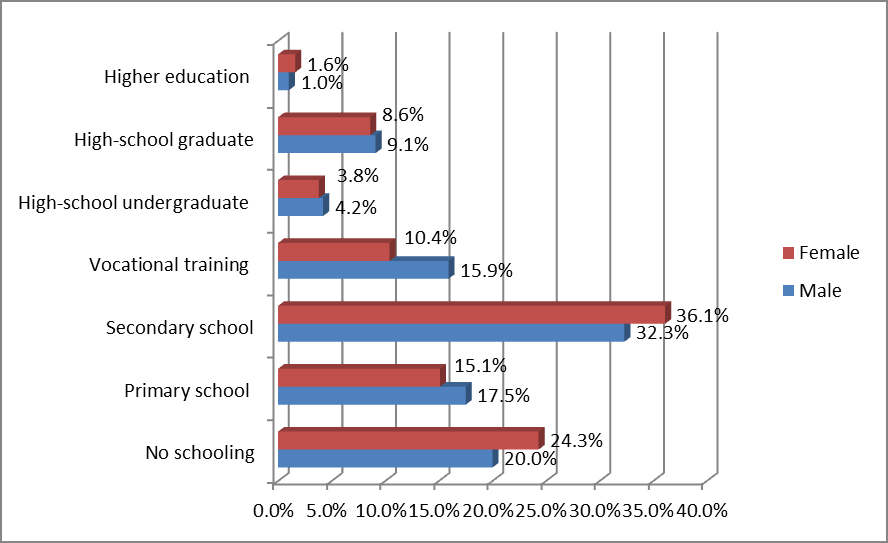 Higher education
1.6%
1.0%
High-school graduate
8.6%
9.1%
High-school undergraduate
3.8%
4.2%
Vocational training
10.4%
15.9%
Secondary school
36.1%
32.3%
Primary school
15.1%
17.5%
No schooling
24.3%
20.0%
0.0% 5.0% 10.0% 15.0% 20.0% 25.0% 30.0% 35.0% 40.0%
Female
Male